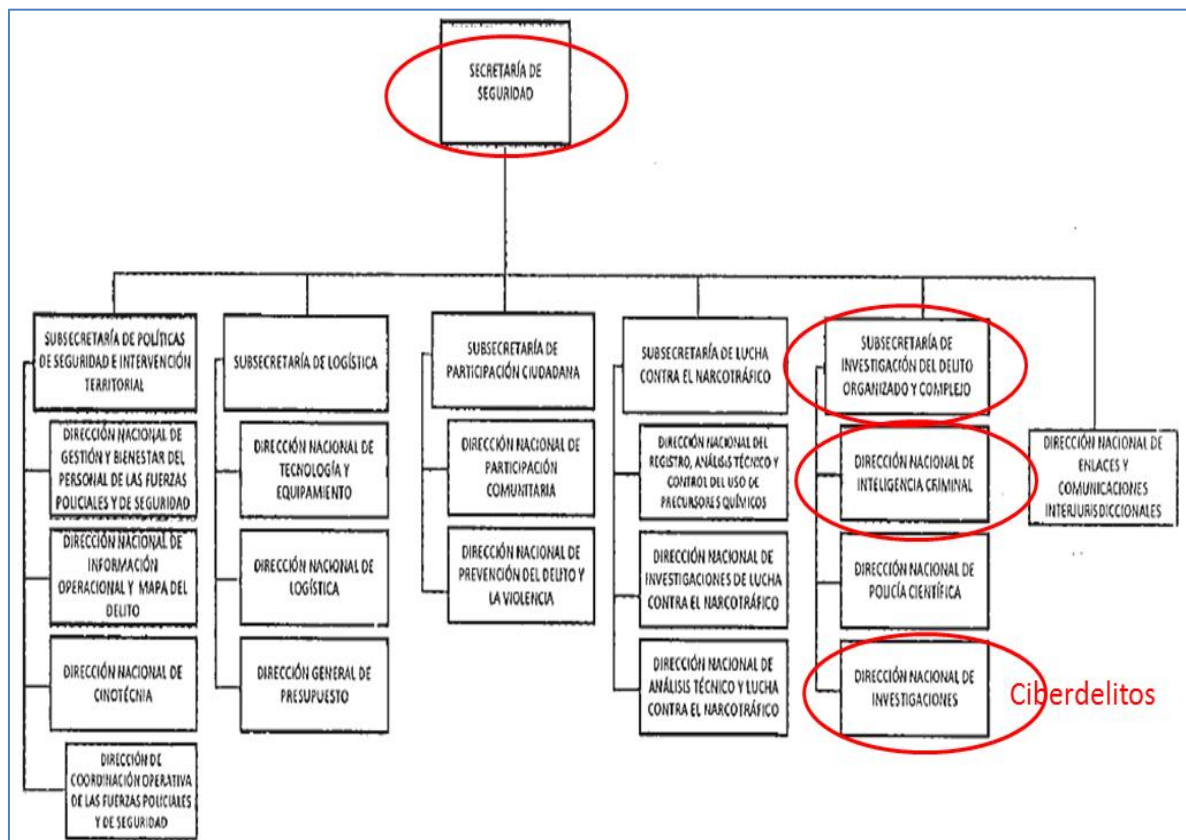 SECRETARÍA DE
SEGURIDAD
SUBSECRETARÍA DE POLÍTICAS
DE SEGURIDAD E INTERVENCIÓN
TERRITORIAL
DIRECCIÓN NACIONAL DE
GESTIÓN Y BIENESTAR DEL
PERSONAL DE LAS FUERZAS
POLICIALES Y DE SEGURIDAD
DIRECCIÓN NACIONAL DE
INFORMACIÓN
OPERACIONAL Y MAPA DEL
DELITO
DIRECCIÓN NACIONAL DE
CINOTÉCNIA
DIRECCIÓN DE
COORDINACIÓN OPERATIVA
DE LAS FUERZAS POLICIALES
Y DE SEGURIDAD
SUBSECRETARÍA DE LOGÍSTICA
DIRECCIÓN NACIONAL DE
TECNOLOGÍA Y
EQUIPAMIENTO
DIRECCIÓN NACIONAL DE
LOGÍSTICA
DIRECCIÓN GENERAL DE
PRESUPUESTO
SUBSECRETARÍA DE
PARTICIPACIÓN CIUDADANA
DIRECCIÓN NACIONAL DE
PARTICIPACIÓN
COMUNITARIA
DIRECCIÓN NACIONAL DE
PREVENCIÓN DEL DELITO Y
LA VIOLENCIA
SUBSECRETARÍA DE LUCHA
CONTRA EL NARCOTRÁFICO
DIRECCIÓN NACIONAL DEL
REGISTRO, ANÁLISIS TÉCNICO Y
CONTROL DEL USO DE
PRECURSORES QUÍMICOS
DIRECCIÓN NACIONAL DE
INVESTIGACIONES DE LUCHA
CONTRA EL NARCOTRÁFICO
DIRECCIÓN NACIONAL DE
ANÁLISIS TÉCNICO Y LUCHA
CONTRA EL NARCOTRÁFICO
SUBSECRETARÍA DE
INVESTIGACIÓN DEL DELITO
ORGANIZADO Y COMPLEJO
DIRECCIÓN NACIONAL DE
INTELIGENCIA CRIMINAL
DIRECCIÓN NACIONAL DE
POLICÍA CIENTÍFICA
DIRECCIÓN NACIONAL DE
INVESTIGACIONES
Ciberdelitos
DIRECCIÓN NACIONAL DE
ENLACES Y
COMUNICACIONES
INTERJURISDICCIONALES